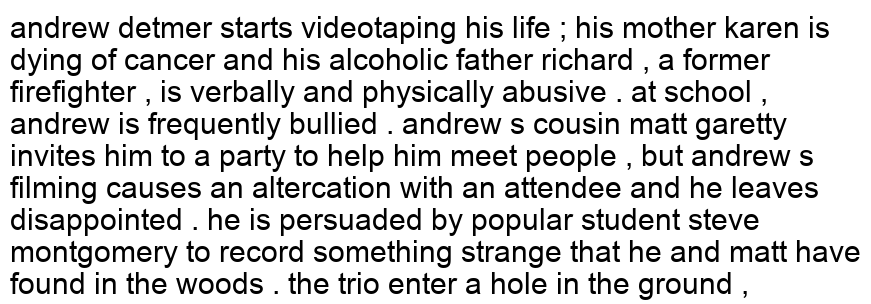 andrew detmer starts videotaping his life ; his mother karen is
dying of cancer and his alcoholic father richard , a former
firefighter , is verbally and physically abusive . at school ,
andrew is frequently bullied . andrew s cousin matt garetty
invites him to a party to help him meet people , but andrew s
filming causes an altercation with an attendee and he leaves
disappointed . he is persuaded by popular student steve
montgomery to record something strange that he and matt have
found in the woods . the trio enter a hole in the ground ,